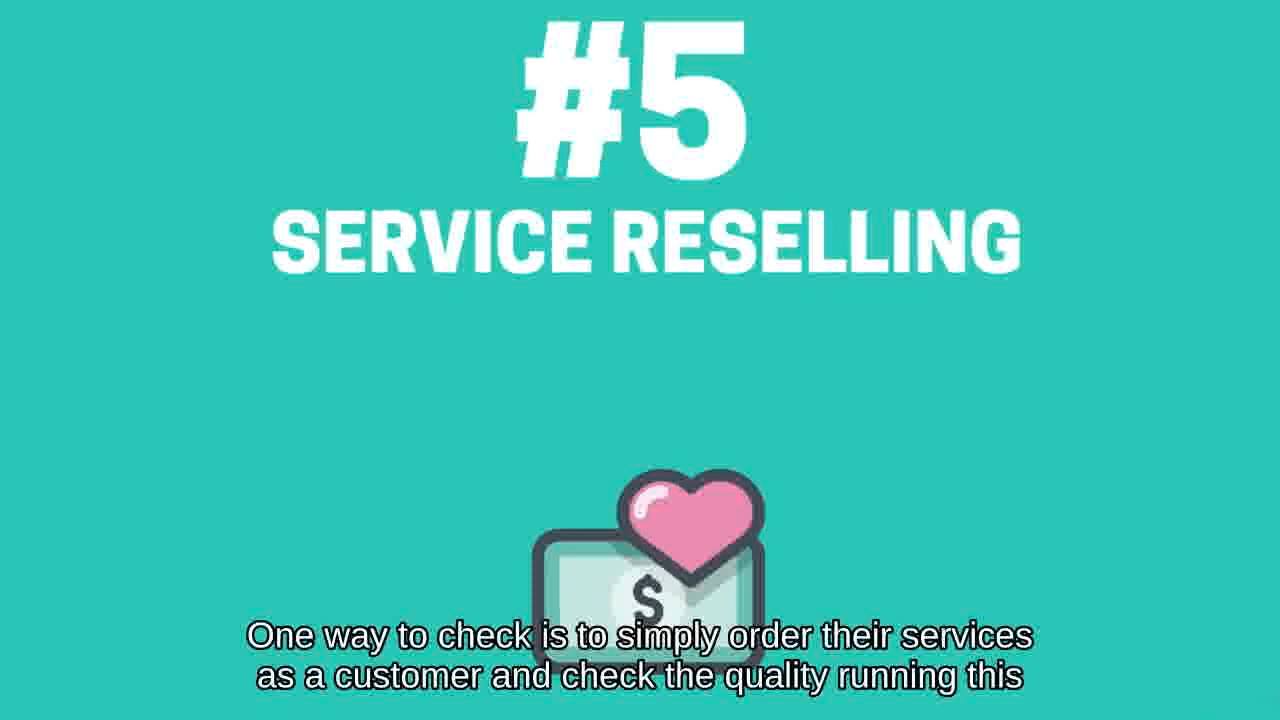 #5
SERVICE RESELLING
$
One way to check is to simply order their services
as a customer and check the quality running this